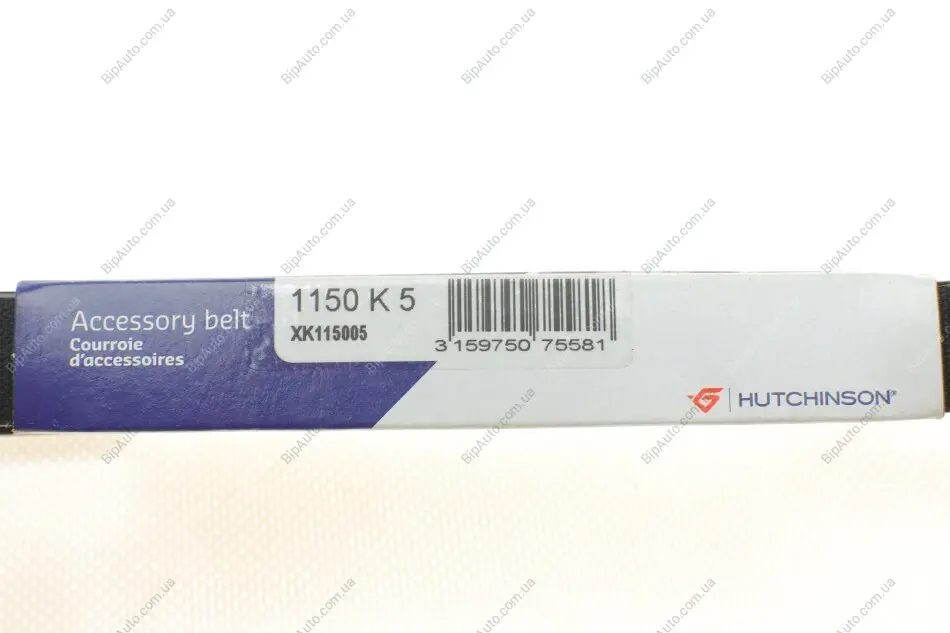 Accessory belt
Courroie
d'accessoires
1150 K 5
XK115005
3 159750 75581
HUTCHINSON®
BipAuto.com.ua